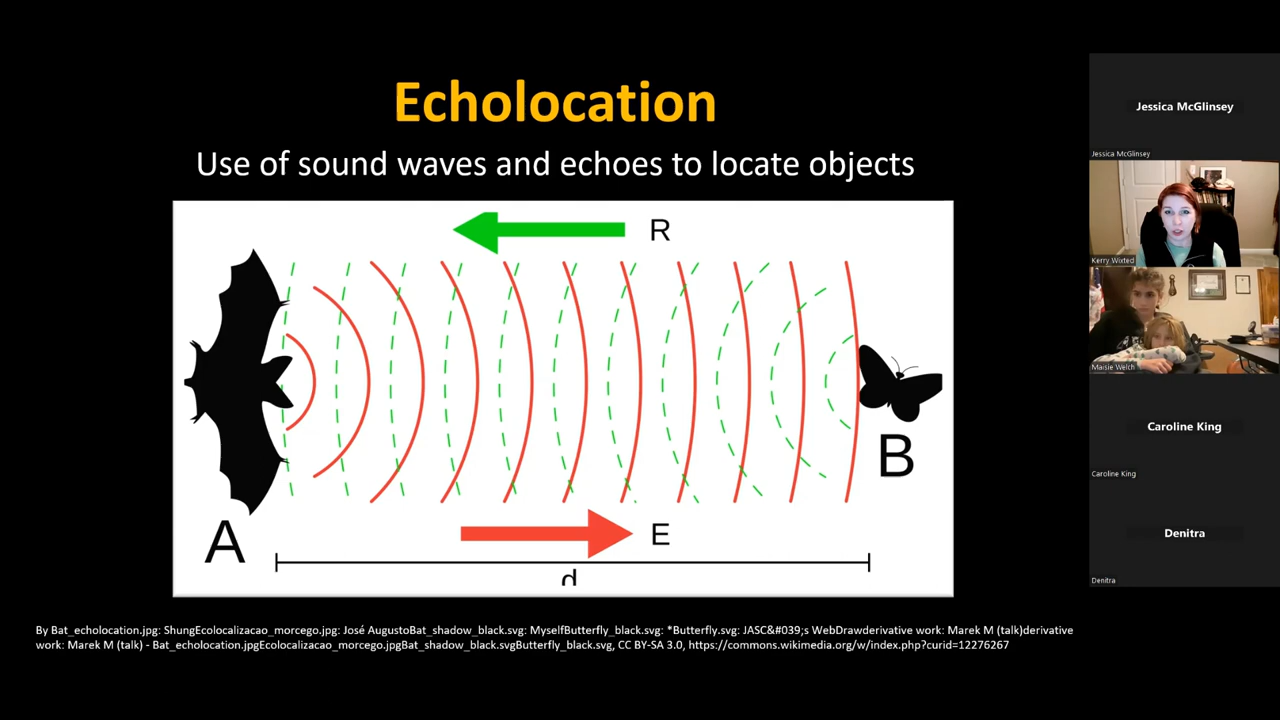 Echolocation
Use of sound waves and echoes to locate objects
R
A
B
E
d
By Bat_echolocation.jpg: ShungEcolocalizacao_morcego.jpg: José AugustoBat_shadow_black.svg: MyselfButterfly_black.svg: *Butterfly.svg: JASC&#039;s WebDrawderivative work: Marek M (talk)derivative
work: Marek M (talk) - Bat_echolocation.jpgEcolocalizacao_morcego.jpgBat_shadow_black.svgButterfly_black.svg, CC BY-SA 3.0, https://commons.wikimedia.org/w/index.php?curid=12276267
Jessica McGlinsey
Jessica McGlinsey
Kerry Wixted
Maisie Welch
Caroline King
Caroline King
Denitra
Denitra